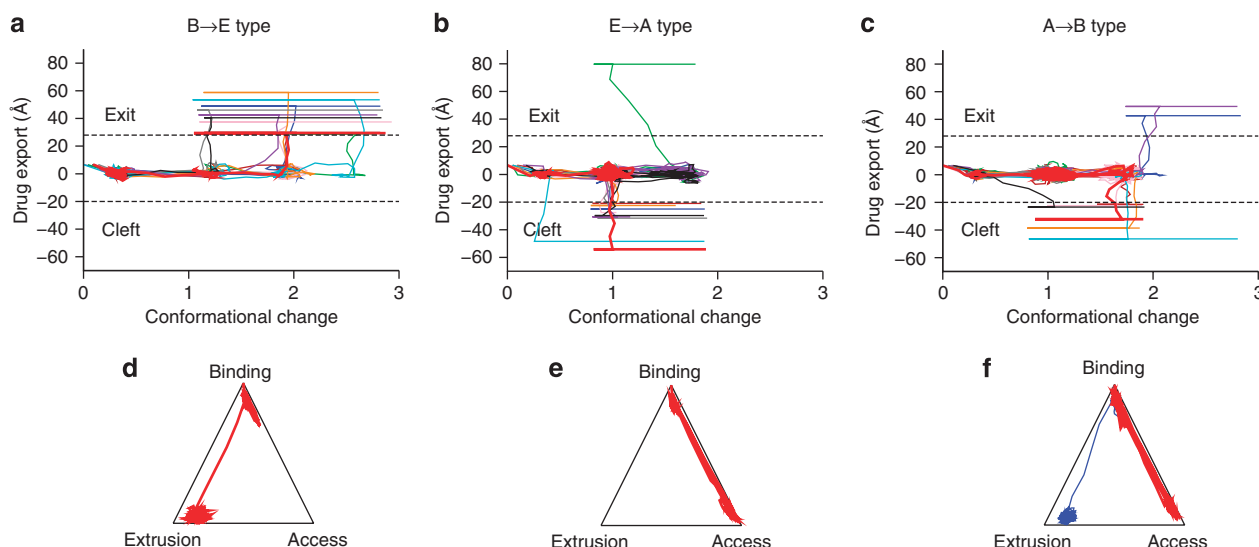 a
B→E type
80
60
40
20
0
−20
−40
−60
Drug export (Å)
Exit
Cleft
0
1
2
3
Conformational change
b
E→A type
80
60
40
20
0
−20
−40
−60
Drug export (Å)
Exit
Cleft
0
1
2
3
Conformational change
c
A→B type
80
60
40
20
0
−20
−40
−60
Drug export (Å)
Exit
Cleft
0
1
2
3
Conformational change
d
Binding
Extrusion
Access
e
Binding
Extrusion
Access
f
Binding
Extrusion
Access